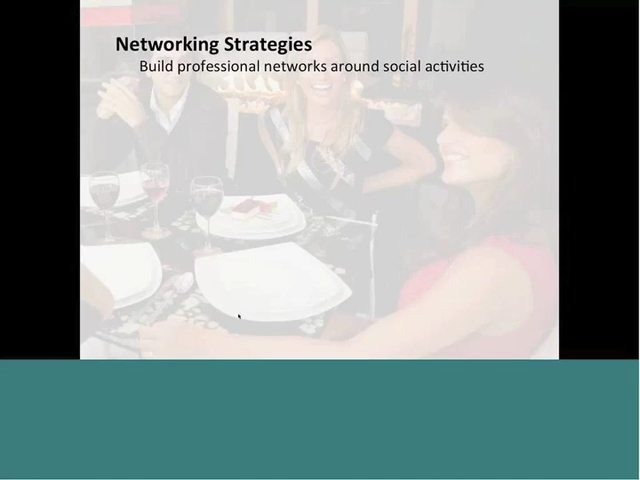 Networking Strategies
Build professional networks around social activities